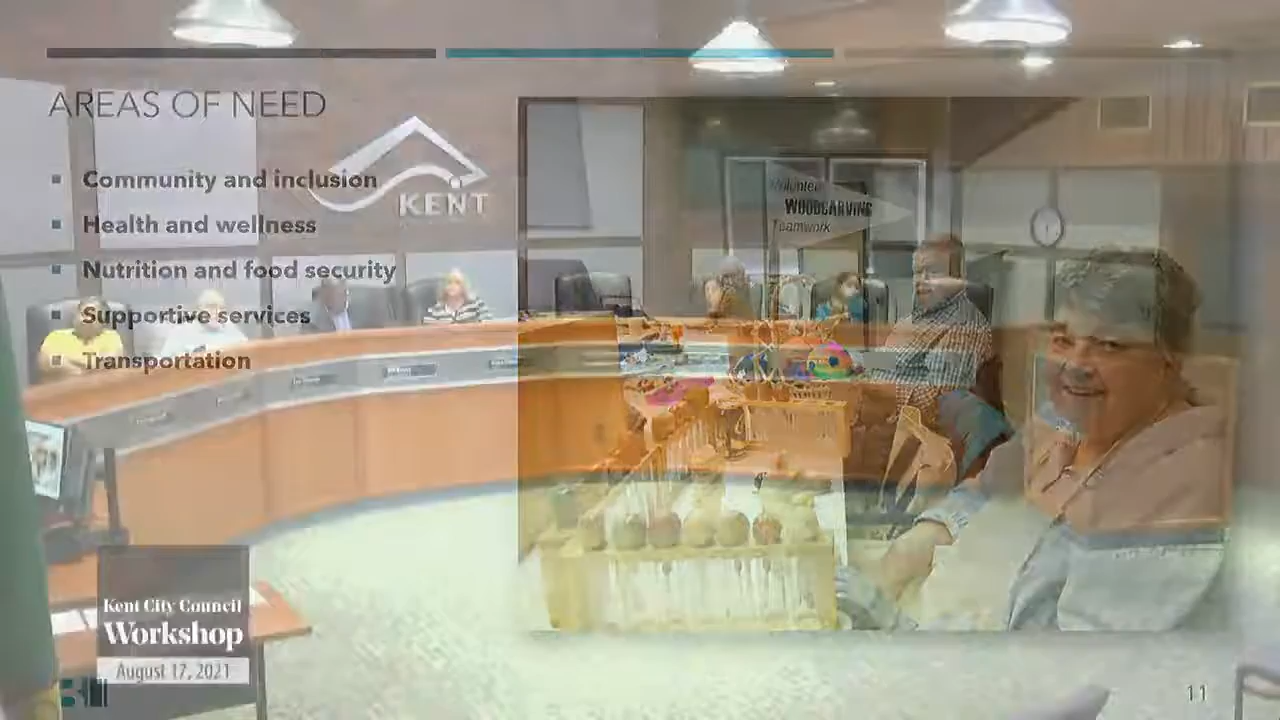 AREAS OF NEED
Community and inclusion
Health and wellness
Nutrition and food security
Supportive services
Transportation
KENT
Volunteer
WOODCARVING
Teamwork
Kent City Council
Workshop
August 17, 2021
11